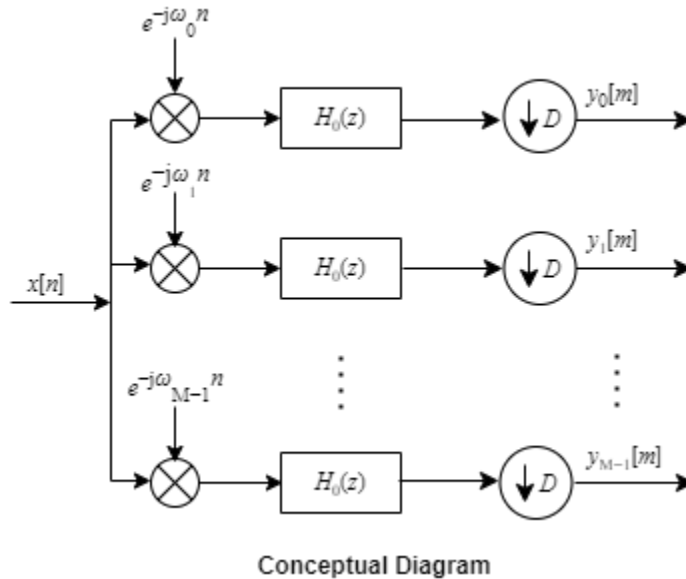 e^{-jω_0 n}
H_0(z)
↓ D
y_0[m]
e^{-jω_1 n}
H_0(z)
↓ D
y_1[m]
x[n]
e^{-jω_{M-1} n}
H_0(z)
↓ D
y_{M-1}[m]
Conceptual Diagram